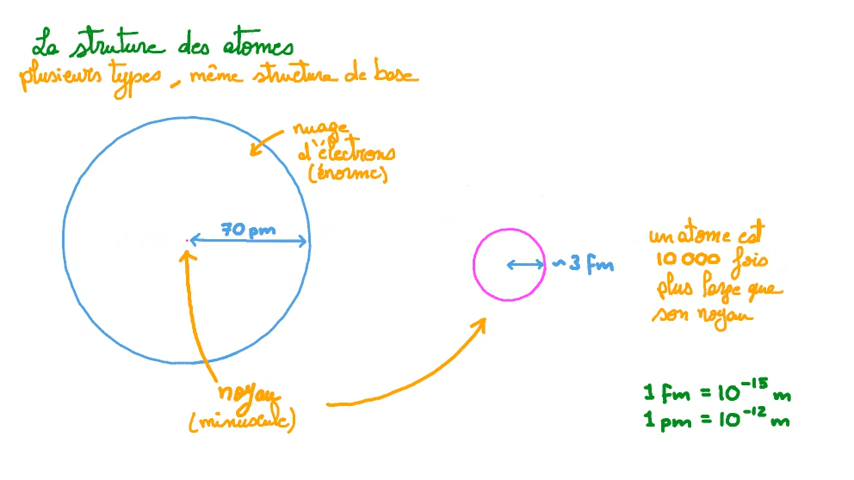 La struture des atomes
plusieurs types, même structure de base
nuage
d'électrons
(énorme)
70 pm
~3 fm
un atome est
10 000 fois
plus large que
son noyau
noyau
(minuscule)
1 fm = 10⁻¹⁵ m
1 pm = 10⁻¹² m